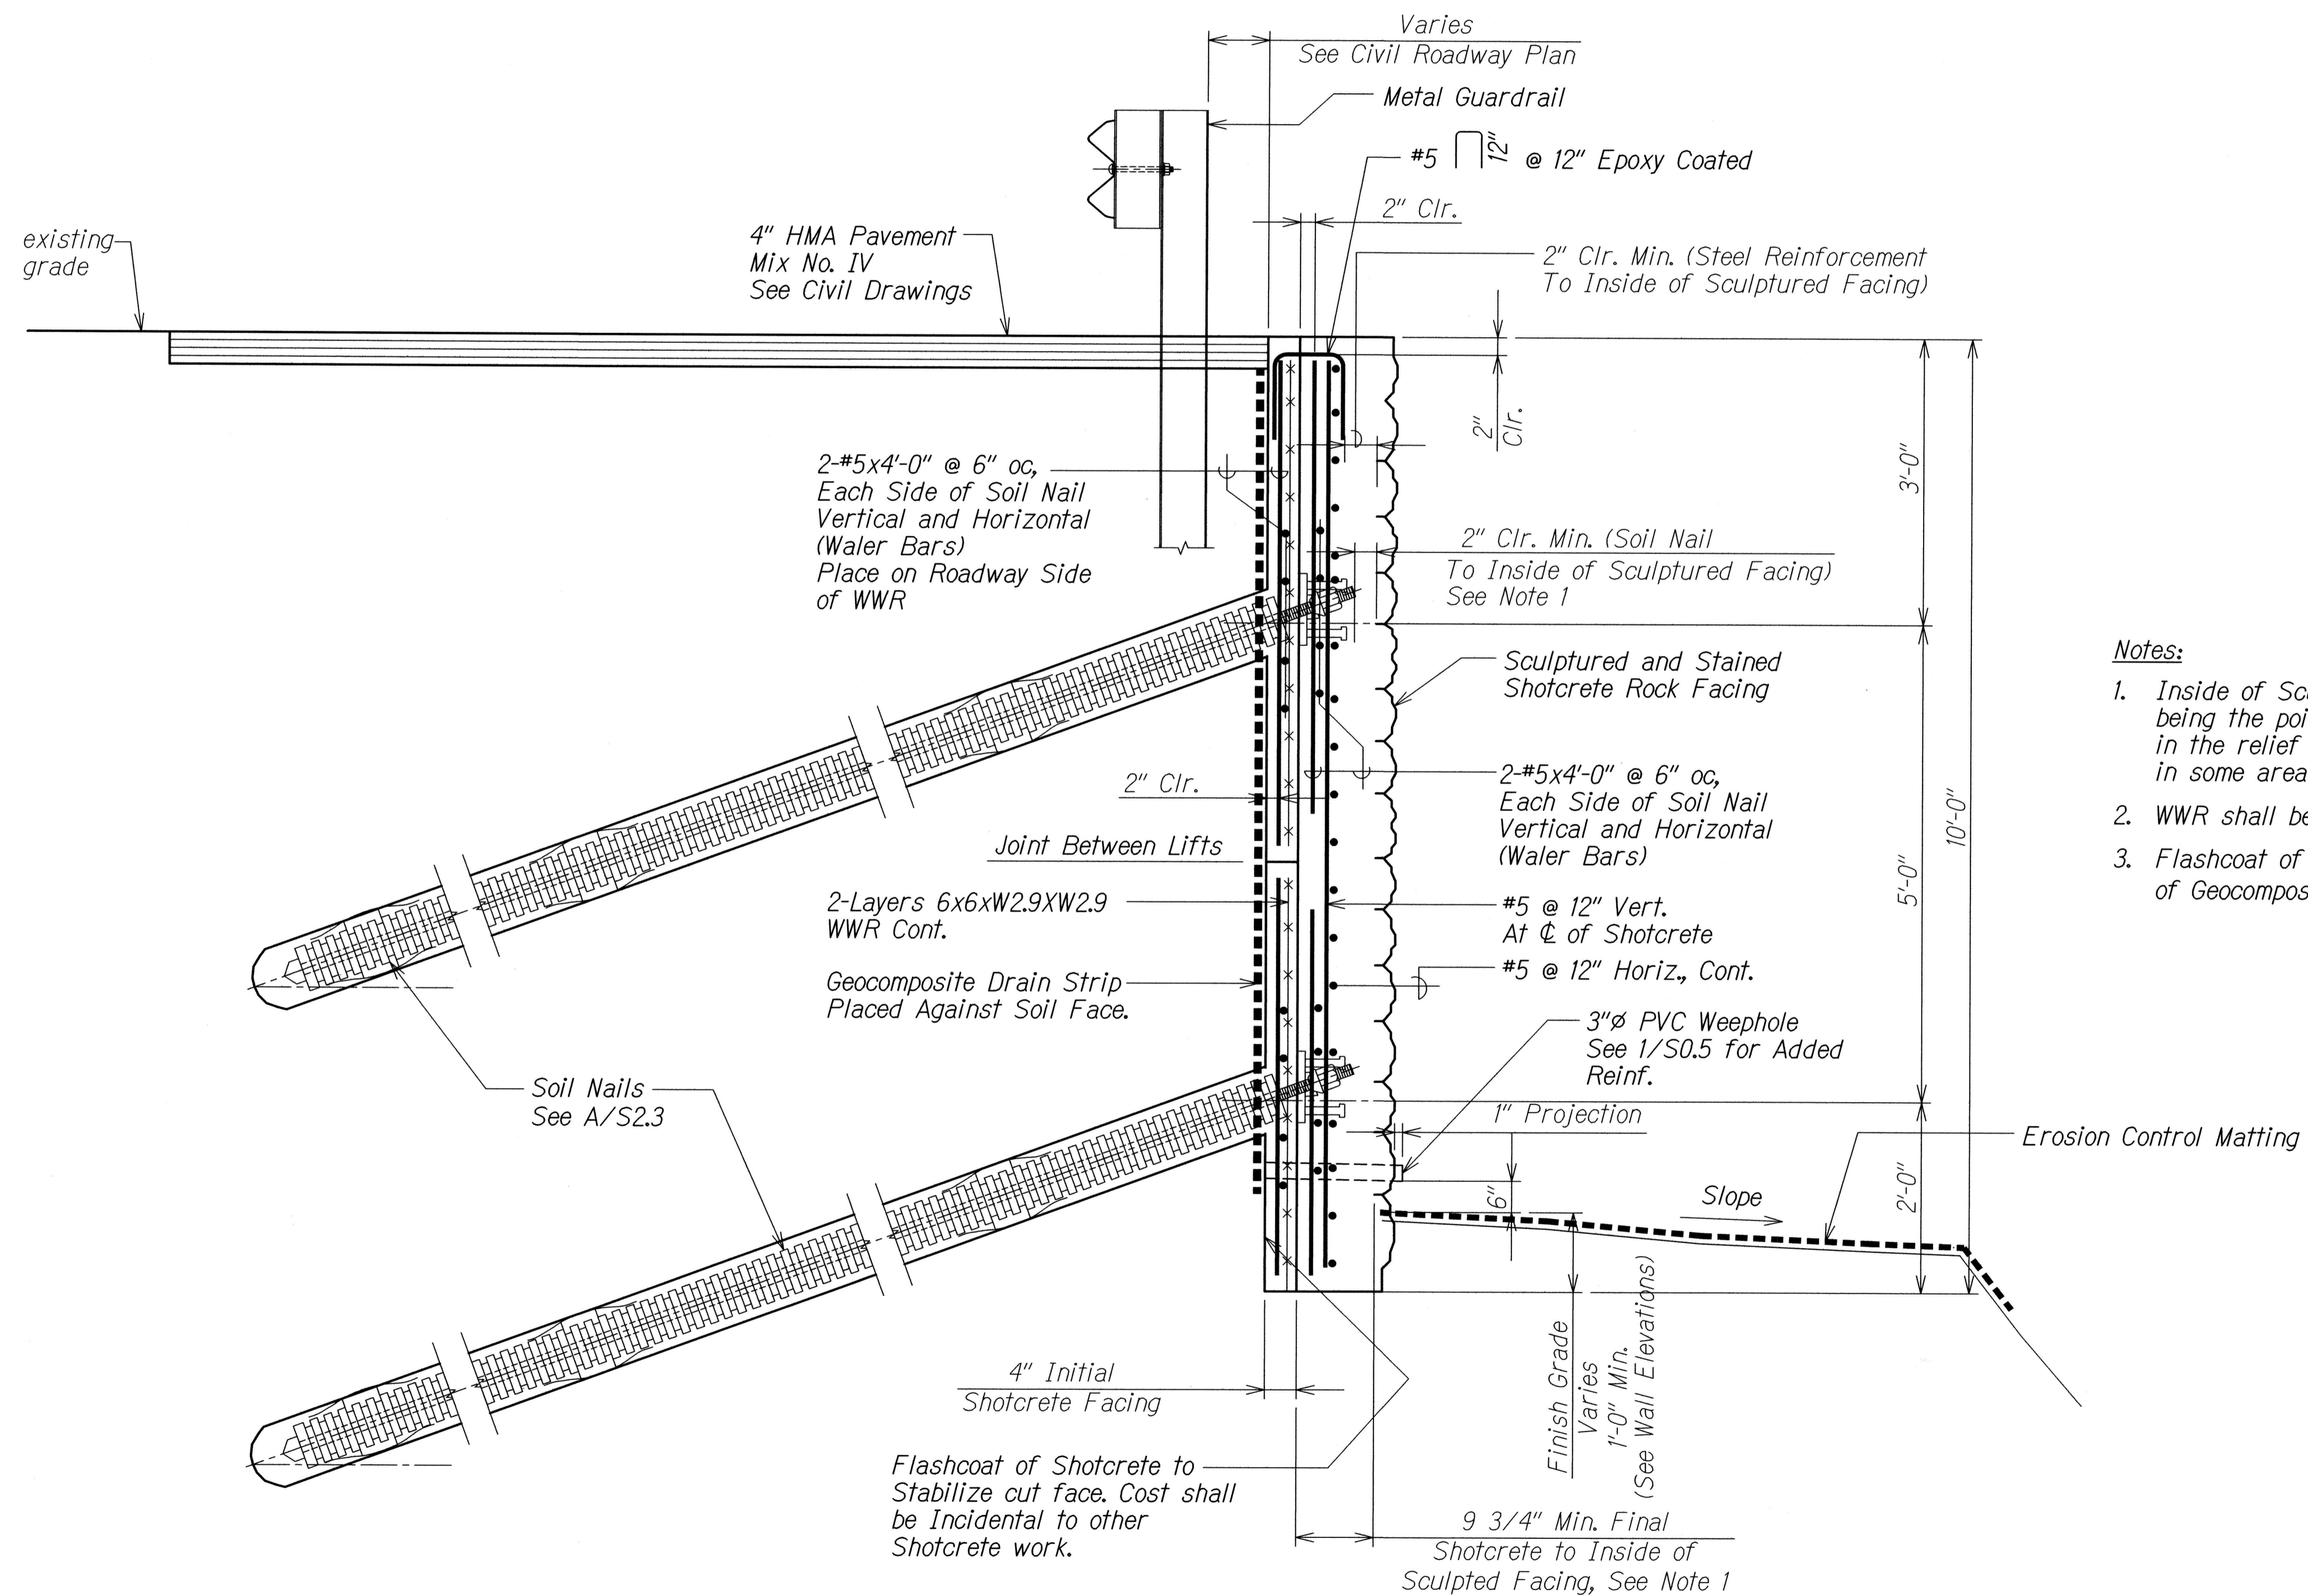 Varies
See Civil Roadway Plan
Metal Guardrail
#5 12" @ 12" Epoxy Coated
2" Clr.
existing
grade
4" HMA Pavement
Mix No. IV
See Civil Drawings
2" Clr. Min. (Steel Reinforcement
To Inside of Sculptured Facing)
2"
Clr.
3'-0"
2-#5x4'-0" @ 6" oc,
Each Side of Soil Nail
Vertical and Horizontal
(Waler Bars)
Place on Roadway Side
of WWR
2" Clr. Min. (Soil Nail
To Inside of Sculptured Facing)
See Note 1
Sculptured and Stained
Shotcrete Rock Facing
Notes:
1. Inside of Sc
being the poi
in the relief
in some area
2. WWR shall be
3. Flashcoat of
of Geocompos
2" Clr.
2-#5x4'-0" @ 6" oc,
Each Side of Soil Nail
Vertical and Horizontal
(Waler Bars)
10'-0"
5'-0"
Joint Between Lifts
2-Layers 6x6xW2.9XW2.9
WWR Cont.
#5 @ 12" Vert.
At ℄ of Shotcrete
#5 @ 12" Horiz., Cont.
Geocomposite Drain Strip
Placed Against Soil Face.
3"Ø PVC Weephole
See 1/S0.5 for Added
Reinf.
Soil Nails
See A/S2.3
1" Projection
Erosion Control Matting
6"
Slope
2'-0"
4" Initial
Shotcrete Facing
Finish Grade
Varies
1'-0" Min.
(See Wall Elevations)
Flashcoat of Shotcrete to
Stabilize cut face. Cost shall
be Incidental to other
Shotcrete work.
9 3/4" Min. Final
Shotcrete to Inside of
Sculpted Facing, See Note 1